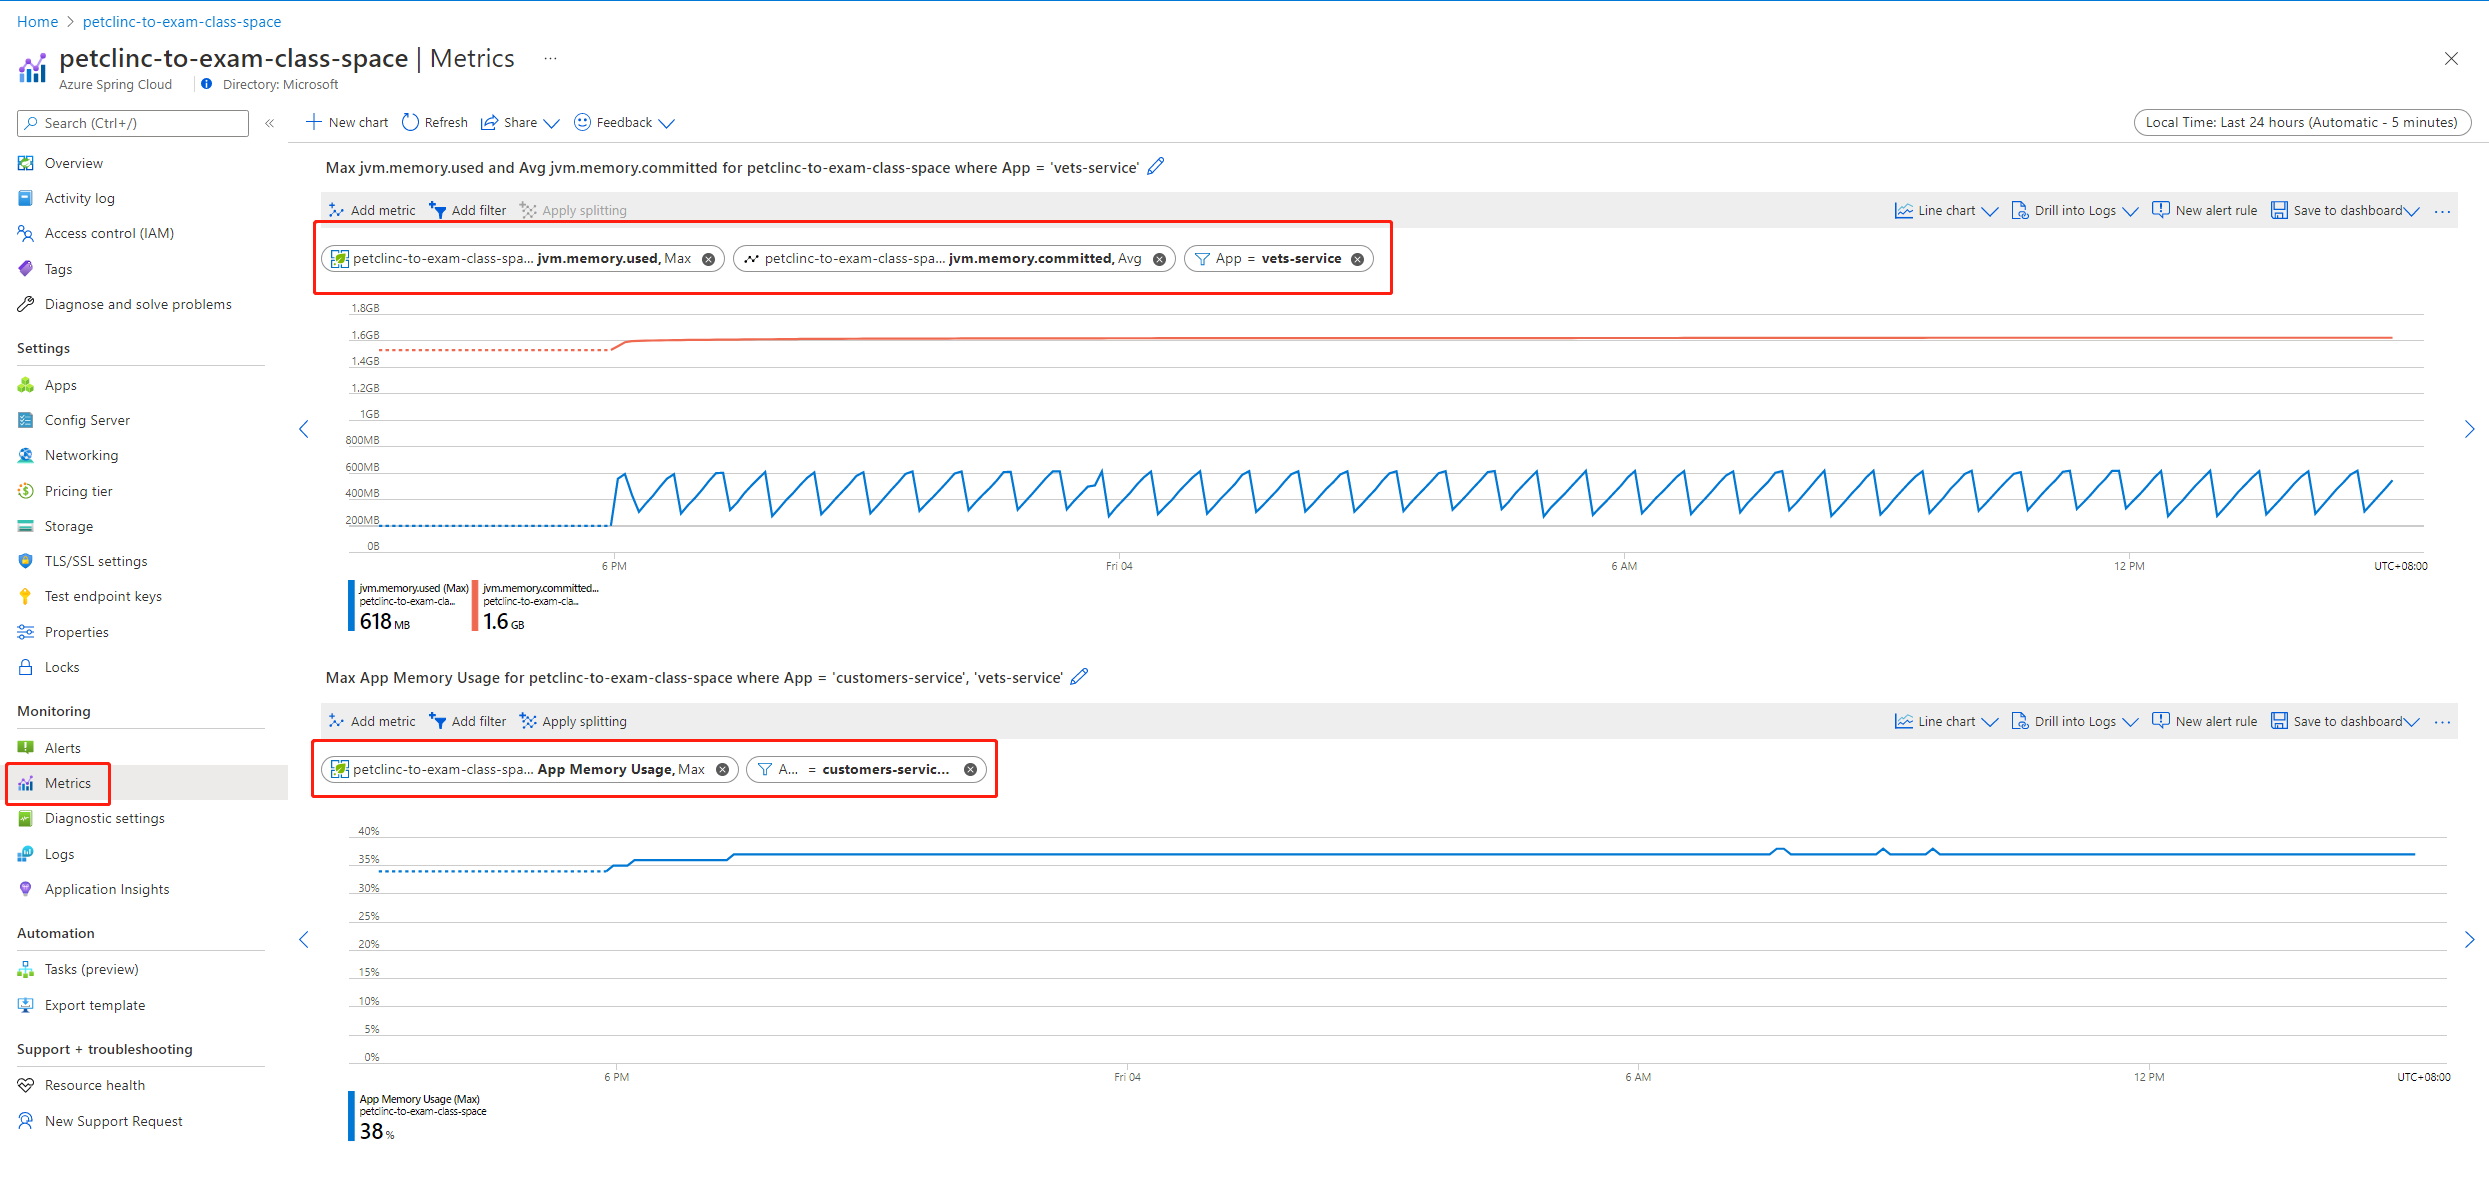 Home > petclinc-to-exam-class-space
petclinc-to-exam-class-space | Metrics ...
Azure Spring Cloud | Directory: Microsoft
Search (Ctrl+/)
«
New chart Refresh Share Feedback
Local Time: Last 24 hours (Automatic - 5 minutes)
Overview
Activity log
Access control (IAM)
Tags
Diagnose and solve problems
Settings
Apps
Config Server
Networking
Pricing tier
Storage
TLS/SSL settings
Test endpoint keys
Properties
Locks
Monitoring
Alerts
Metrics
Diagnostic settings
Logs
Application Insights
Automation
Tasks (preview)
Export template
Support + troubleshooting
Resource health
New Support Request
Max jvm.memory.used and Avg jvm.memory.committed for petclinc-to-exam-class-space where App = 'vets-service'
Add metric Add filter Apply splitting
Line chart Drill into Logs New alert rule Save to dashboard ...
petclinc-to-exam-class-spa... jvm.memory.used, Max
petclinc-to-exam-class-spa... jvm.memory.committed, Avg
App = vets-service
1.8GB
1.6GB
1.4GB
1.2GB
1GB
800MB
600MB
400MB
200MB
0B
6 PM Fri 04 6 AM 12 PM UTC+08:00
jvm.memory.used (Max)
petclinc-to-exam-cla...
618 MB
jvm.memory.committed...
petclinc-to-exam-cla...
1.6 GB
Max App Memory Usage for petclinc-to-exam-class-space where App = 'customers-service', 'vets-service'
Add metric Add filter Apply splitting
Line chart Drill into Logs New alert rule Save to dashboard ...
petclinc-to-exam-class-spa... App Memory Usage, Max
A... = customers-servic...
40%
35%
30%
25%
20%
15%
10%
5%
0%
6 PM Fri 04 6 AM 12 PM UTC+08:00
App Memory Usage (Max)
petclinc-to-exam-class-space
38 %